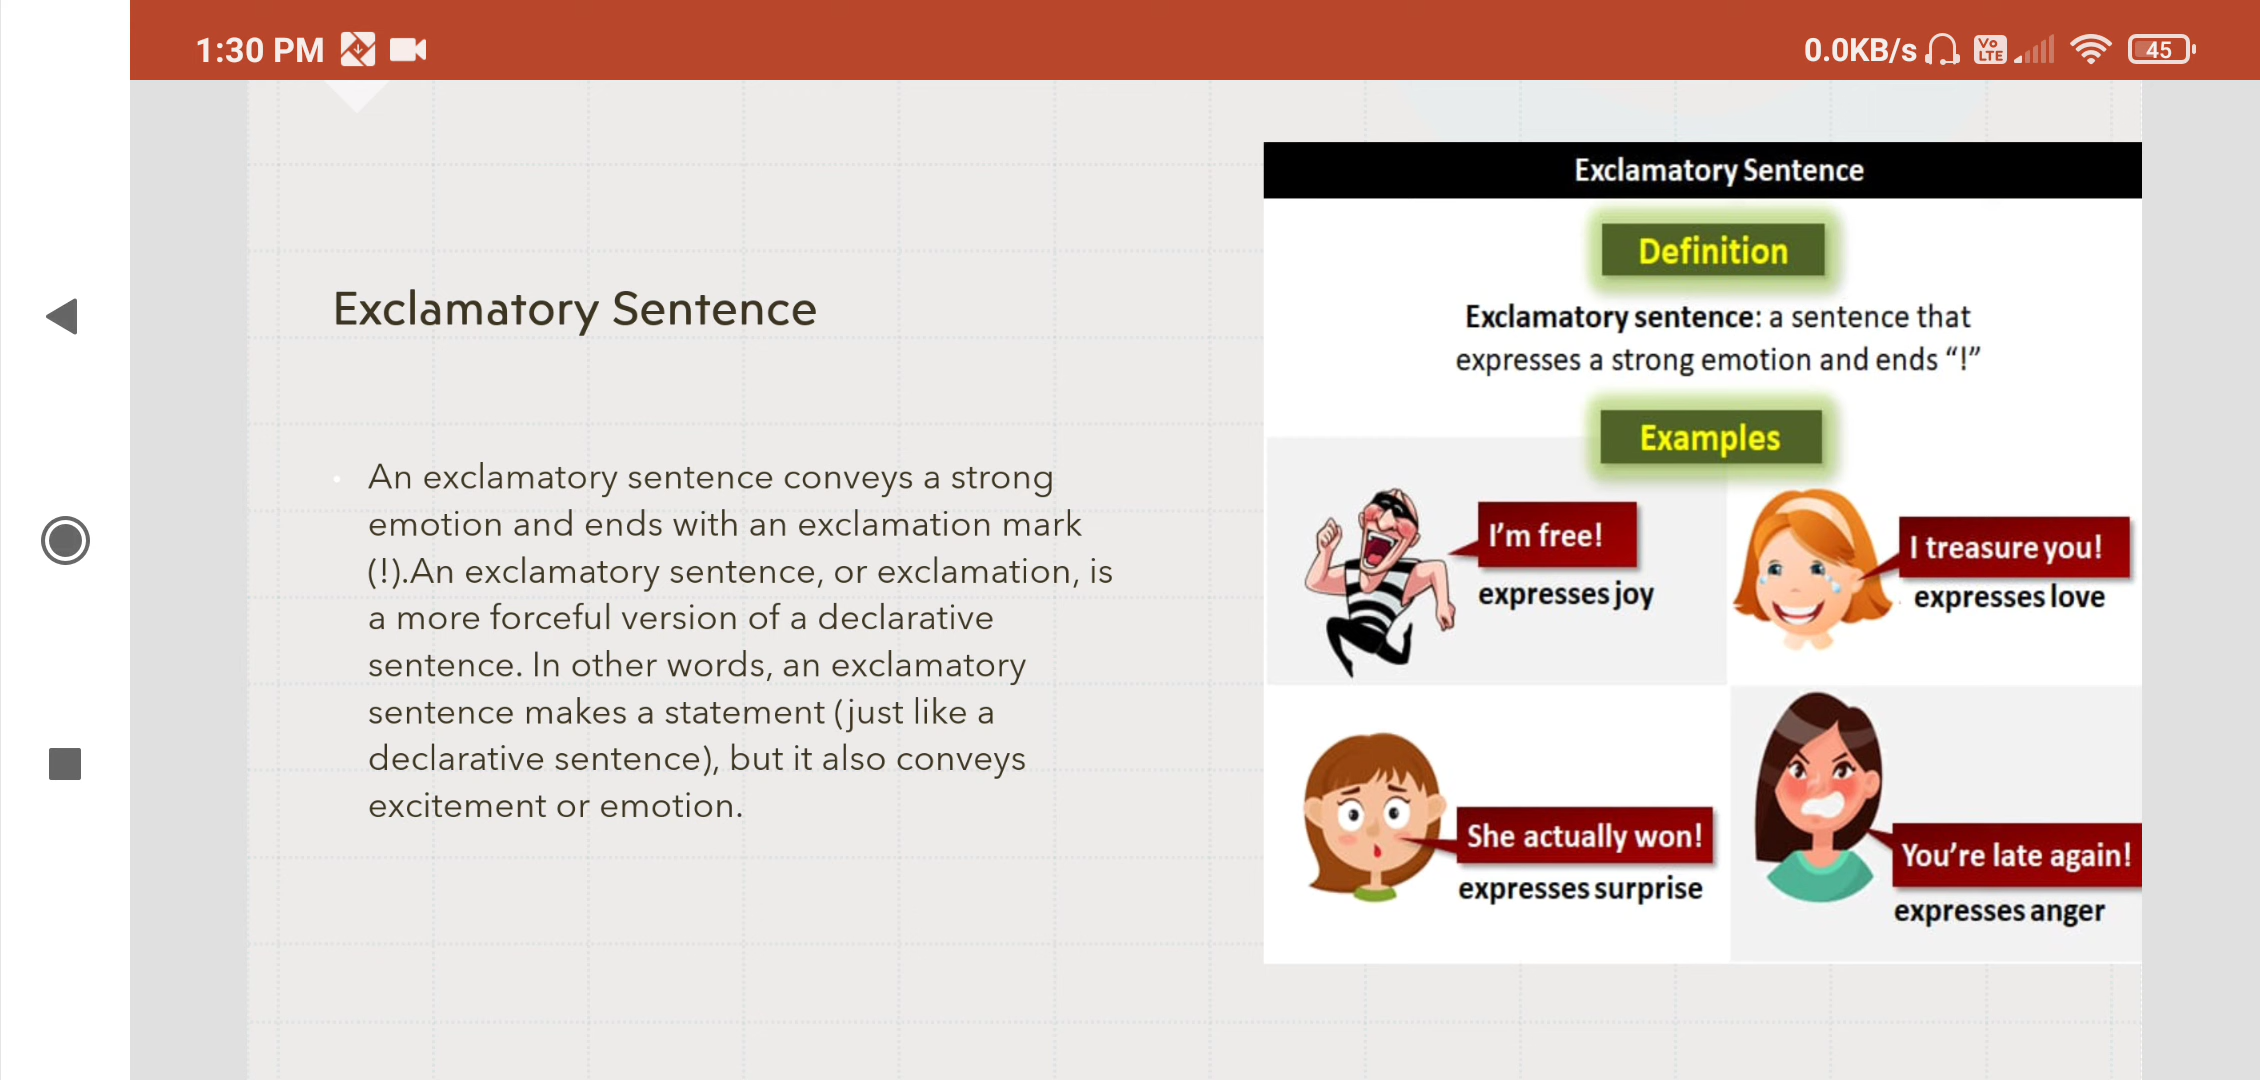 1:30 PM
0.0KB/s
Vo
LTE
45
Exclamatory Sentence
An exclamatory sentence conveys a strong
emotion and ends with an exclamation mark
(!).An exclamatory sentence, or exclamation, is
a more forceful version of a declarative
sentence. In other words, an exclamatory
sentence makes a statement (just like a
declarative sentence), but it also conveys
excitement or emotion.
Exclamatory Sentence
Definition
Exclamatory sentence: a sentence that
expresses a strong emotion and ends “!”
Examples
I’m free!
expresses joy
I treasure you!
expresses love
She actually won!
expresses surprise
You’re late again!
expresses anger